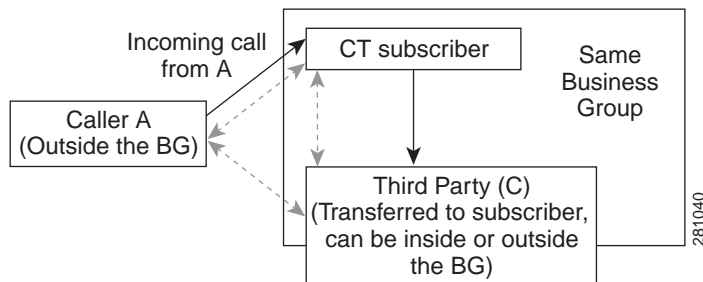 Incoming call
from A
CT subscriber
Same
Business
Group
Caller A
(Outside the BG)
Third Party (C)
(Transferred to subscriber,
can be inside or outside
the BG)
281040